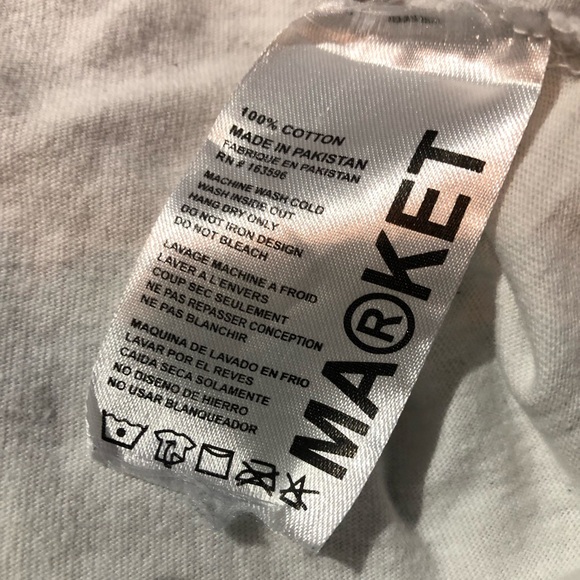 100% COTTON
MADE IN PAKISTAN
FABRIQUE EN PAKISTAN
RN # 163596
MACHINE WASH COLD
WASH INSIDE OUT
HANG DRY ONLY
DO NOT IRON DESIGN
DO NOT BLEACH
LAVAGE MACHINE A FROID
LAVER A L'ENVERS
COUP SEC SEULEMENT
NE PAS REPASSER CONCEPTION
NE PAS BLANCHIR
MAQUINA DE LAVADO EN FRIO
LAVAR POR EL REVES
CAIDÁ SECA SOLAMENTE
NO DISENO DE HIERRO
NO USAR BLANQUEADOR
MA®KET